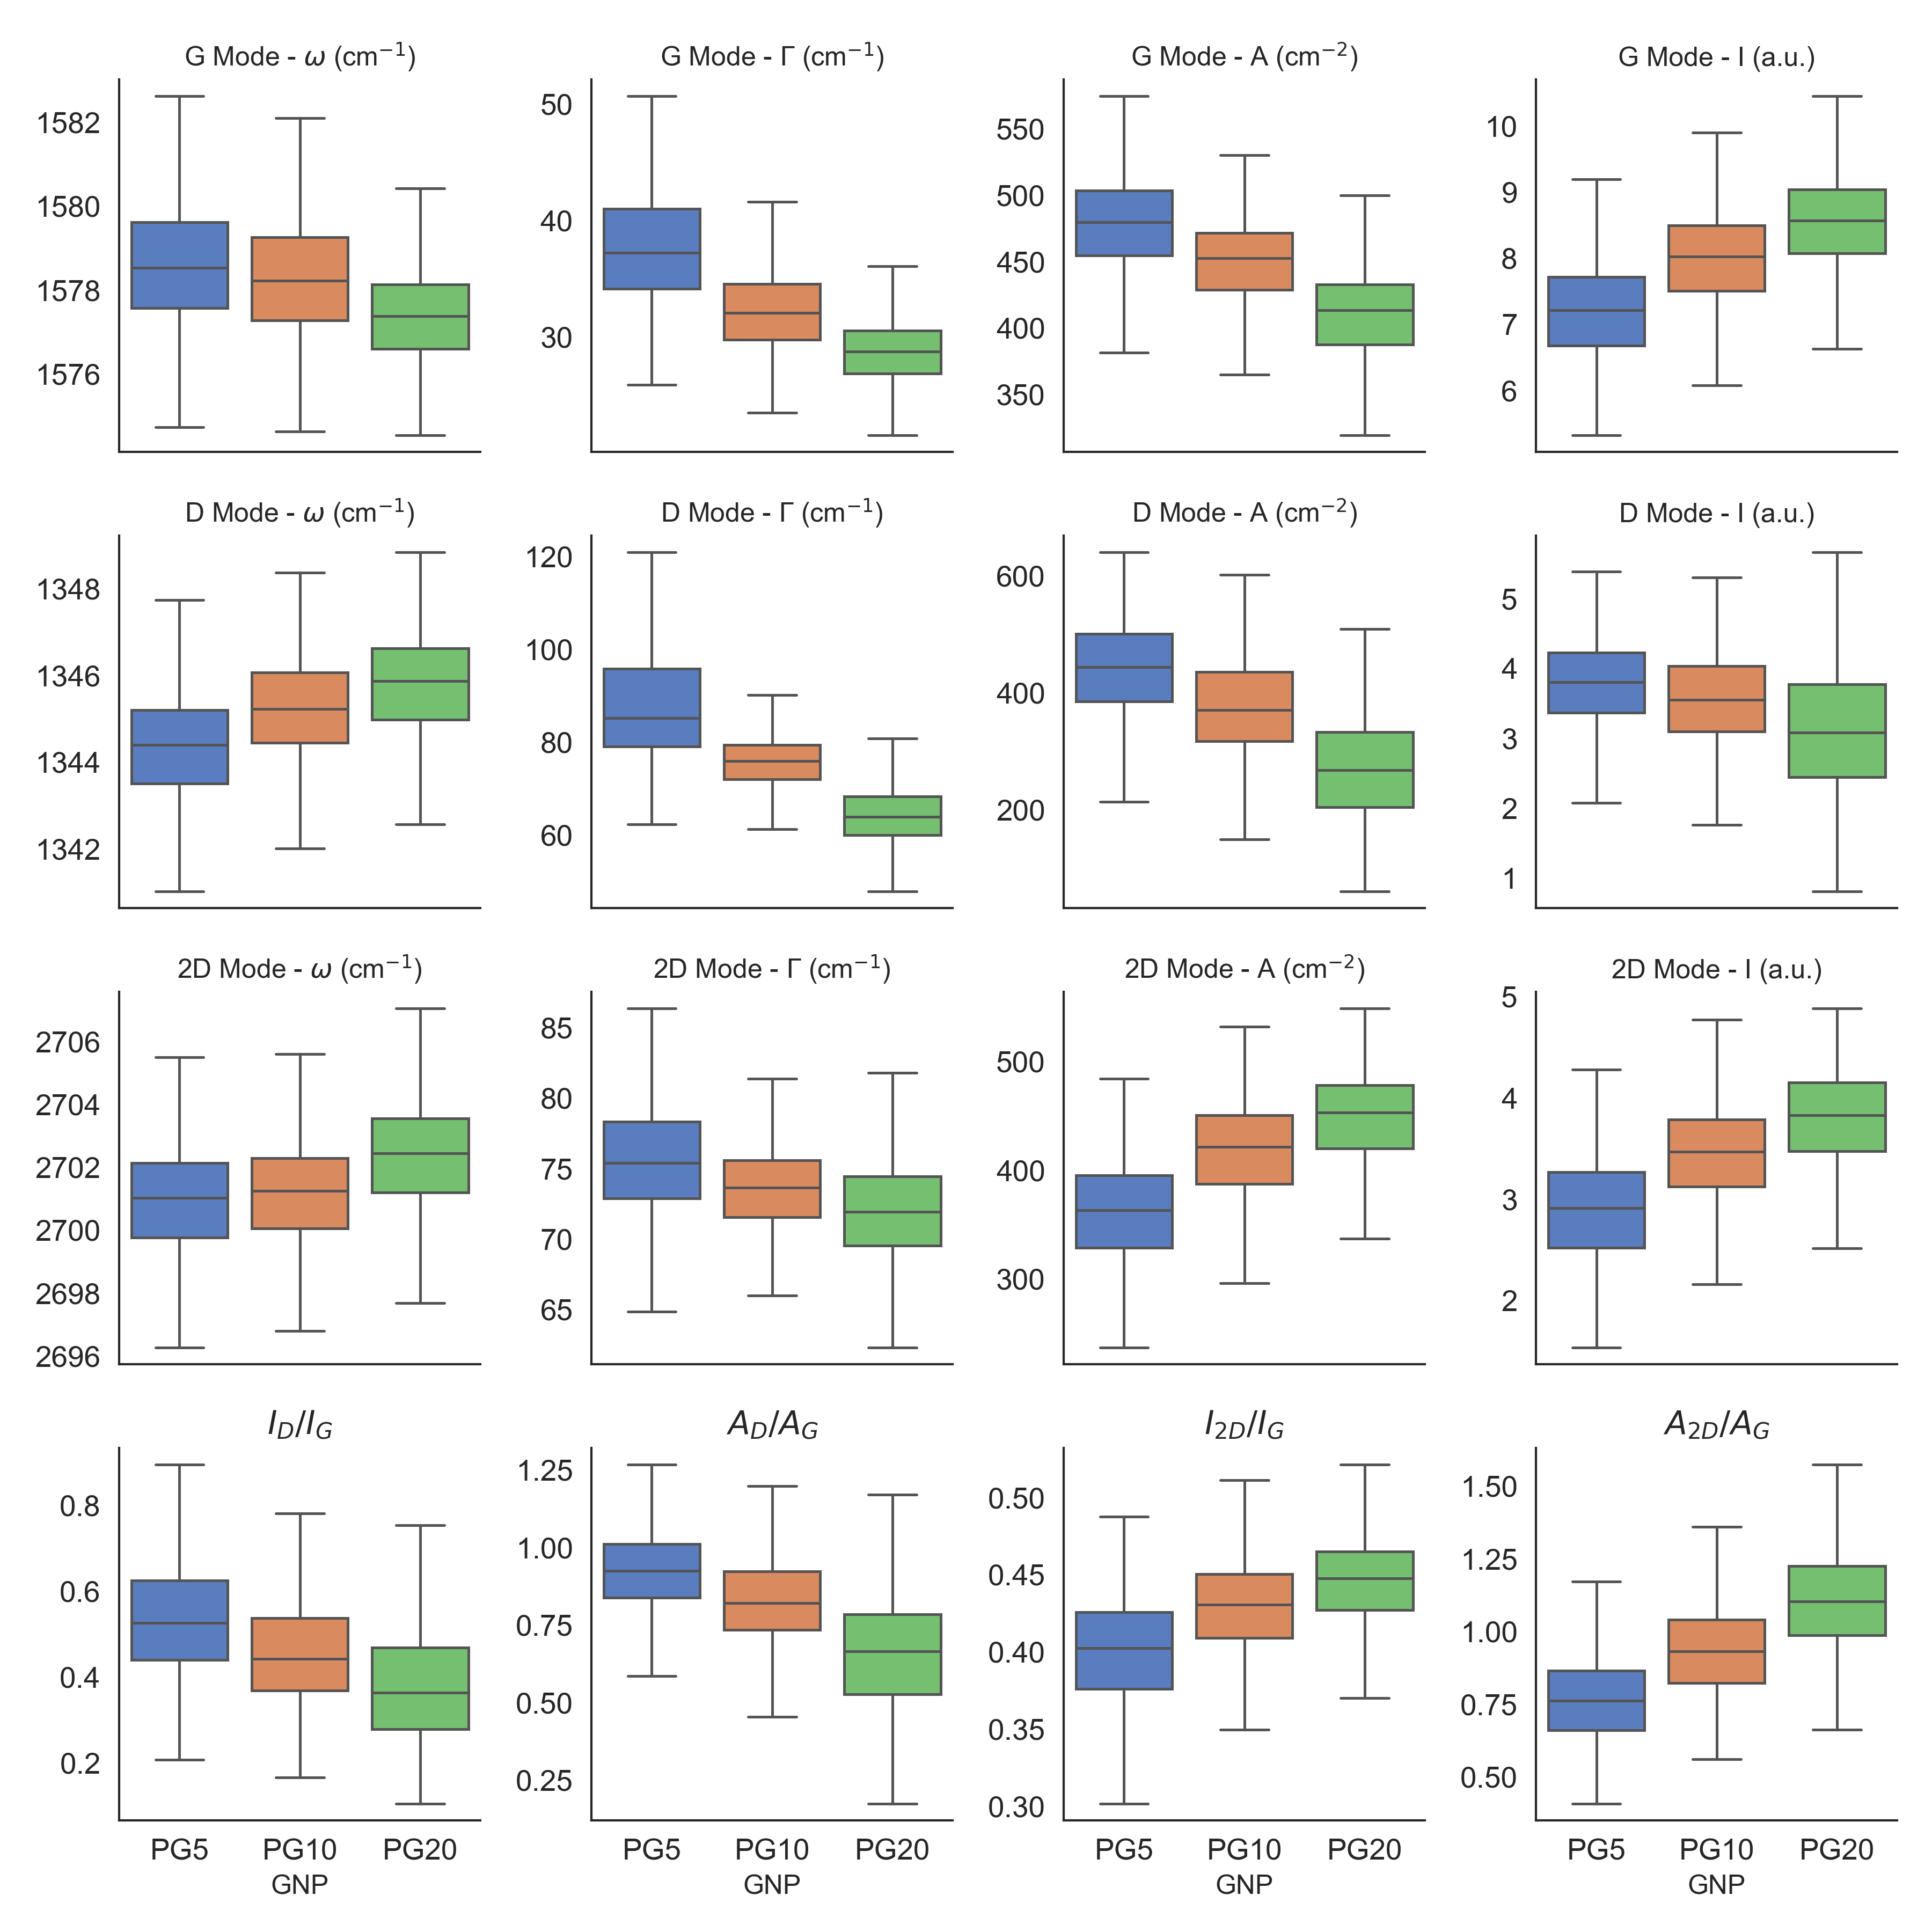 G Mode - ω (cm⁻¹)
1582
1580
1578
1576
G Mode - Γ (cm⁻¹)
50
40
30
G Mode - A (cm⁻²)
550
500
450
400
350
G Mode - I (a.u.)
10
9
8
7
6
D Mode - ω (cm⁻¹)
1348
1346
1344
1342
D Mode - Γ (cm⁻¹)
120
100
80
60
D Mode - A (cm⁻²)
600
400
200
D Mode - I (a.u.)
5
4
3
2
1
2D Mode - ω (cm⁻¹)
2706
2704
2702
2700
2698
2696
2D Mode - Γ (cm⁻¹)
85
80
75
70
65
2D Mode - A (cm⁻²)
500
400
300
2D Mode - I (a.u.)
5
4
3
2
I_D/I_G
0.8
0.6
0.4
0.2
PG5 PG10 PG20
GNP
A_D/A_G
1.25
1.00
0.75
0.50
0.25
PG5 PG10 PG20
GNP
I_2D/I_G
0.50
0.45
0.40
0.35
0.30
PG5 PG10 PG20
GNP
A_2D/A_G
1.50
1.25
1.00
0.75
0.50
PG5 PG10 PG20
GNP